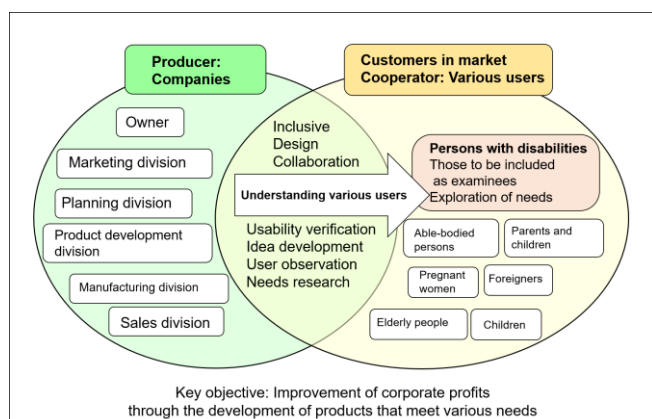 Producer:
Companies
Customers in market
Cooperator: Various users
Owner
Marketing division
Planning division
Product development
division
Manufacturing division
Sales division
Inclusive
Design
Collaboration
Understanding various users
Usability verification
Idea development
User observation
Needs research
Persons with disabilities
Those to be included
as examinees
Exploration of needs
Able-bodied
persons
Parents and
children
Pregnant
women
Foreigners
Elderly people
Children
Key objective: Improvement of corporate profits
through the development of products that meet various needs